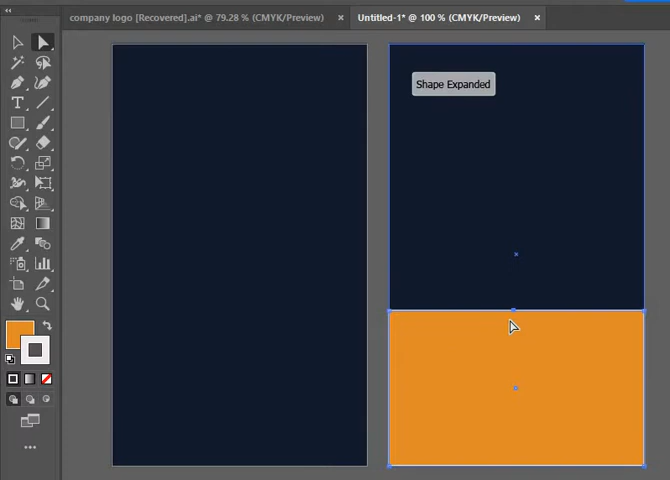 company logo [Recovered].ai* @ 79.28 % (CMYK/Preview)
Untitled-1* @ 100 % (CMYK/Preview)
Shape Expanded